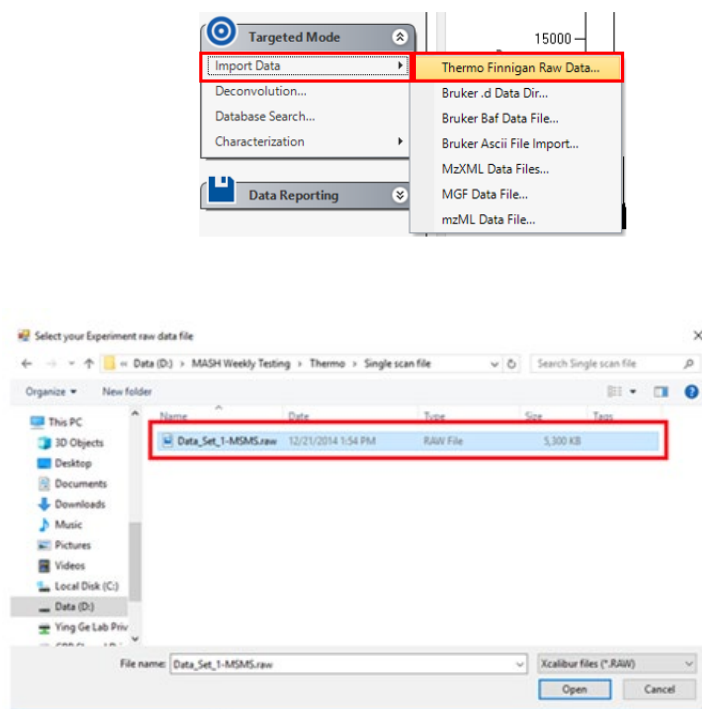 Targeted Mode
15000
Import Data
Thermo Finnigan Raw Data...
Deconvolution...
Bruker .d Data Dir...
Database Search...
Bruker Baf Data File...
Characterization
Bruker Ascii File Import...
MzXML Data Files...
Data Reporting
MGF Data File...
mzML Data File...
Select your Experiment raw data file
« Data (D:) › MASH Weekly Testing › Thermo › Single scan file
Search Single scan file
Organize New folder
Name Date Type Size Tags
This PC
Data_Set_1-MSMS.raw 12/21/2014 1:54 PM RAW File 5,300 KB
3D Objects
Desktop
Documents
Downloads
Music
Pictures
Videos
Local Disk (C:)
Data (D:)
Ying Ge Lab Priv
File name: Data_Set_1-MSMS.raw Xcalibur files (*.RAW)
Open Cancel